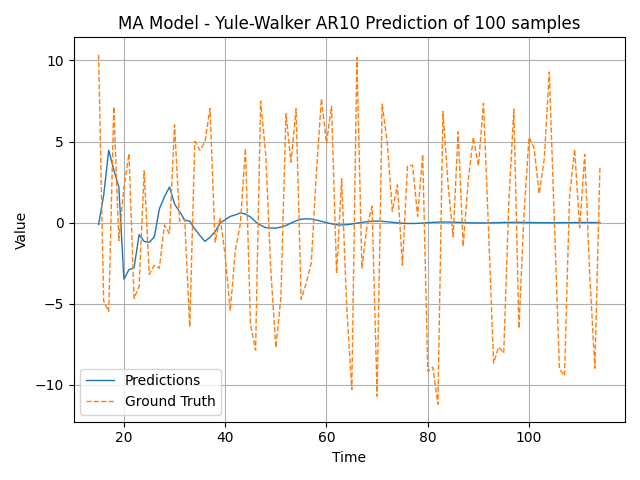 MA Model - Yule-Walker AR10 Prediction of 100 samples
10
5
0
−5
−10
Value
Predictions
Ground Truth
20
40
60
80
100
Time